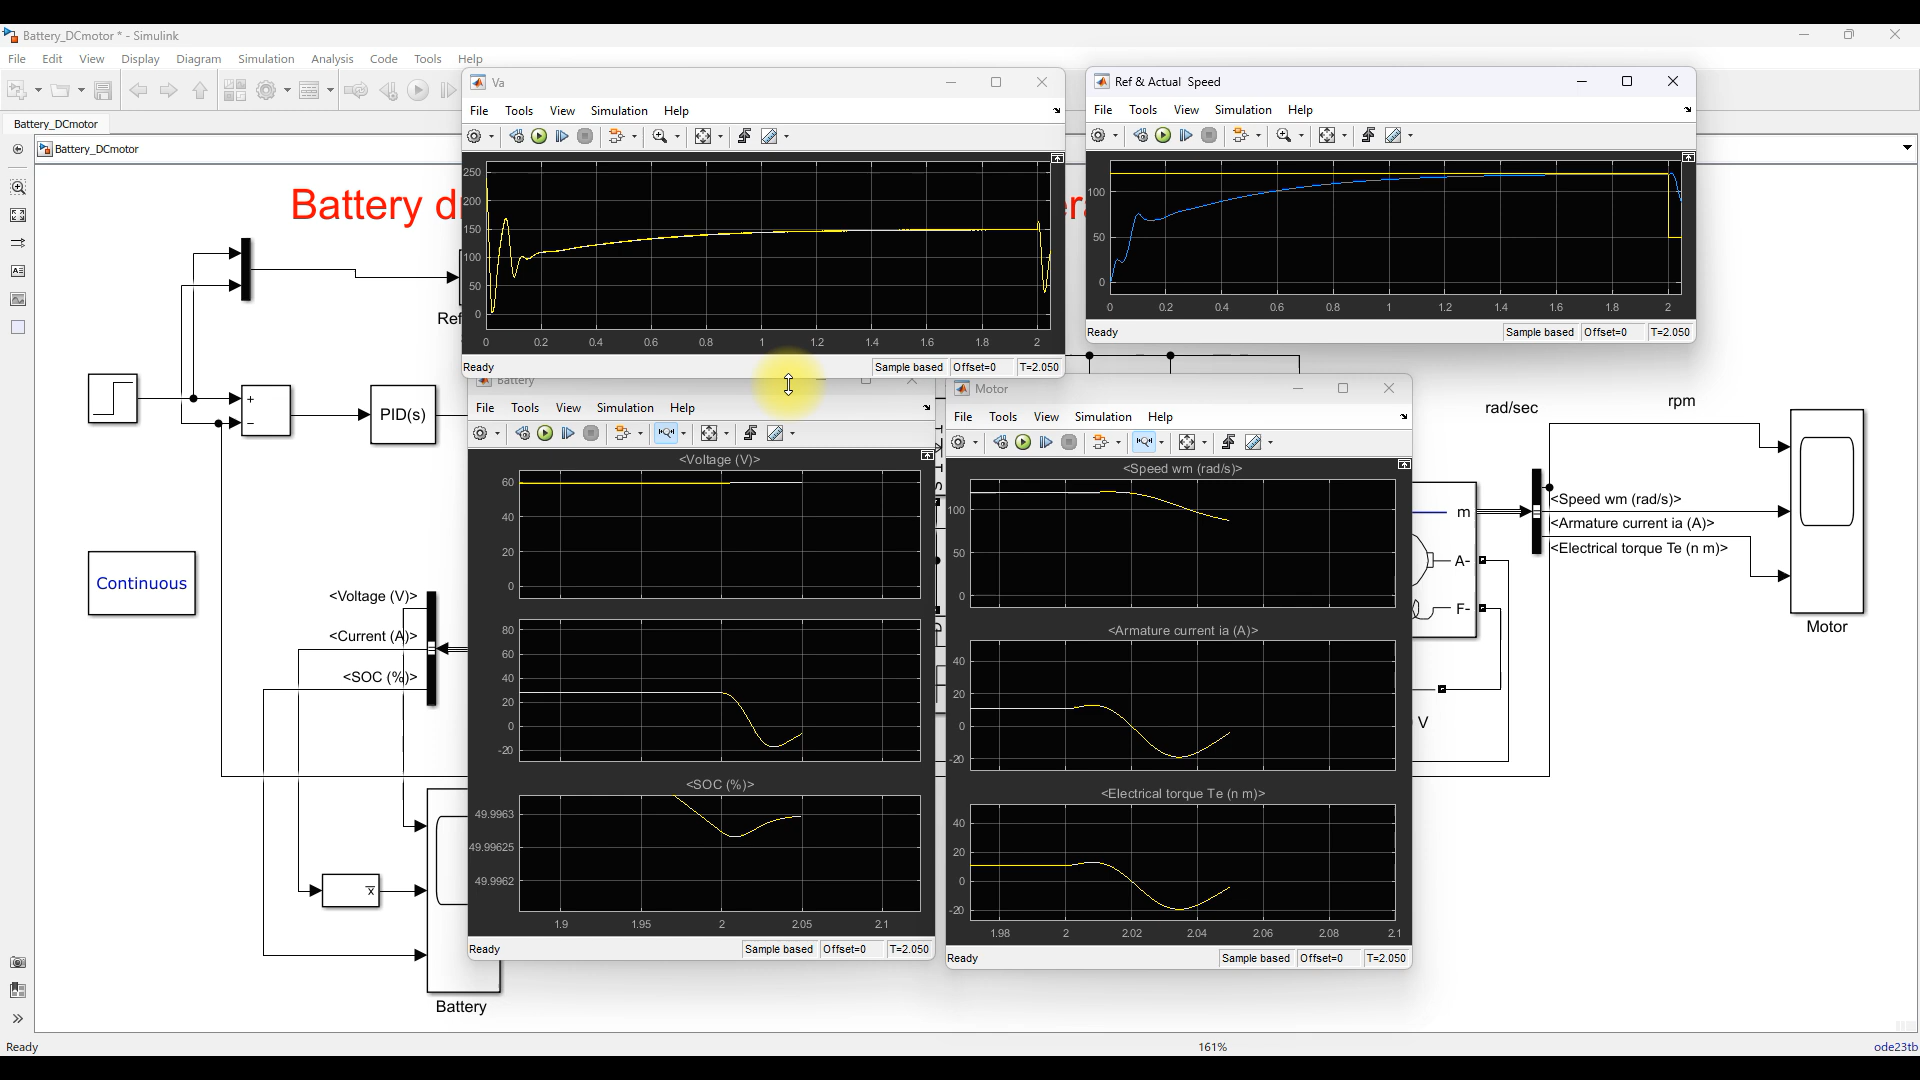 Battery_DCmotor * - Simulink
File Edit View Display Diagram Simulation Analysis Code Tools Help
Battery_DCmotor
Battery_DCmotor
Battery d
era
Ref
PID(s)
+
−
Continuous
<Voltage (V)>
<Current (A)>
<SOC (%)>
x
Battery
Va
File Tools View Simulation Help
250
200
150
100
50
0
0 0.2 0.4 0.6 0.8 1 1.2 1.4 1.6 1.8 2
Ready Sample based Offset=0 T=2.050
Ref & Actual Speed
File Tools View Simulation Help
100
50
0
0 0.2 0.4 0.6 0.8 1 1.2 1.4 1.6 1.8 2
Ready Sample based Offset=0 T=2.050
Battery
File Tools View Simulation Help
<Voltage (V)>
60
40
20
0
80
60
40
20
0
-20
<SOC (%)>
49.9963
49.99625
49.9962
1.9 1.95 2 2.05 2.1
Ready Sample based Offset=0 T=2.050
Motor
File Tools View Simulation Help
<Speed wm (rad/s)>
100
50
0
<Armature current ia (A)>
40
20
0
-20
<Electrical torque Te (n m)>
40
20
0
-20
1.98 2 2.02 2.04 2.06 2.08 2.1
Ready Sample based Offset=0 T=2.050
rad/sec
rpm
m
A-
F-
V
<Speed wm (rad/s)>
<Armature current ia (A)>
<Electrical torque Te (n m)>
Motor
Ready 161% ode23tb